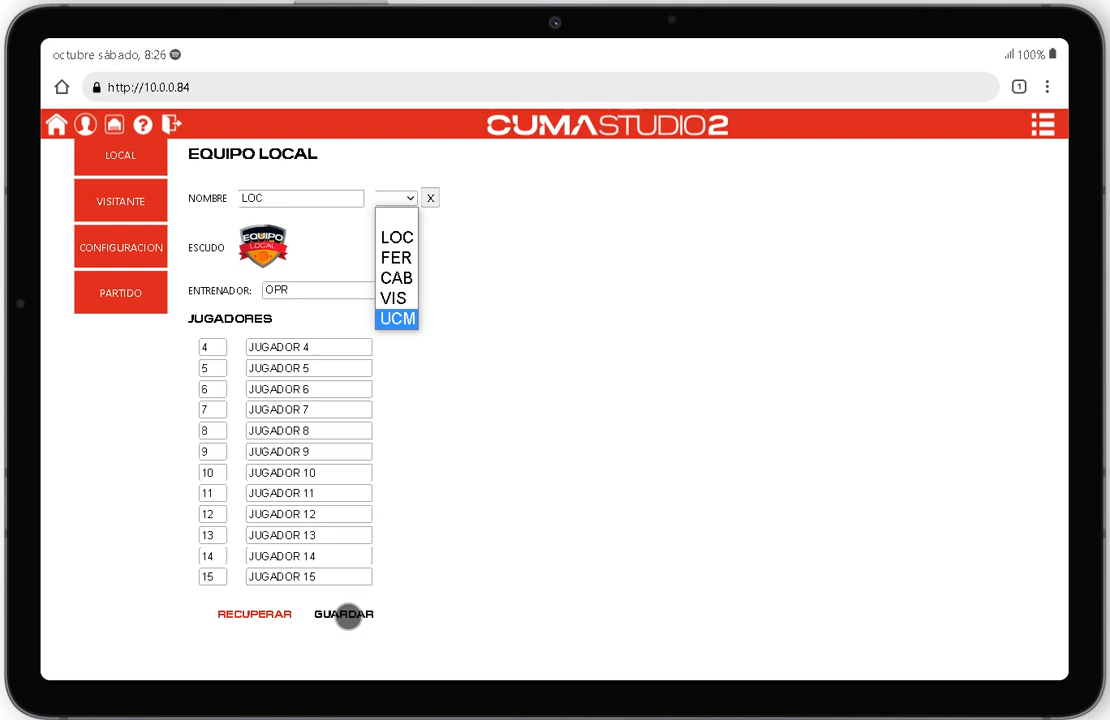 octubre sábado, 8:26
100%
http://10.0.0.84
1
CUMASTUDIO2
LOCAL
VISITANTE
CONFIGURACION
PARTIDO
EQUIPO LOCAL
NOMBRE LOC X
LOC
FER
CAB
VIS
UCM
ESCUDO EQUIPO LOCAL
ENTRENADOR: OPR
JUGADORES
4 JUGADOR 4
5 JUGADOR 5
6 JUGADOR 6
7 JUGADOR 7
8 JUGADOR 8
9 JUGADOR 9
10 JUGADOR 10
11 JUGADOR 11
12 JUGADOR 12
13 JUGADOR 13
14 JUGADOR 14
15 JUGADOR 15
RECUPERAR GUARDAR